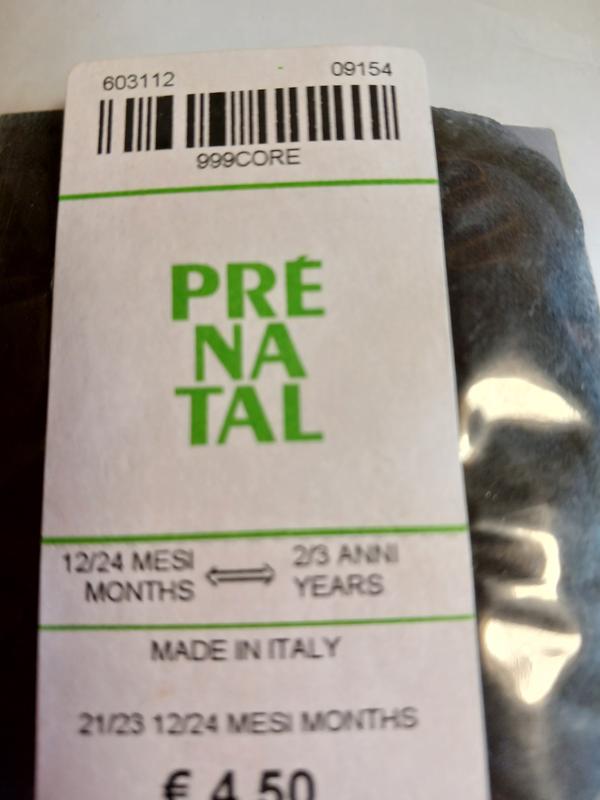 603112 09154
999CORE
PRÉ
NA
TAL
12/24 MESI ⟺ 2/3 ANNI
MONTHS YEARS
MADE IN ITALY
21/23 12/24 MESI MONTHS
€ 4,50